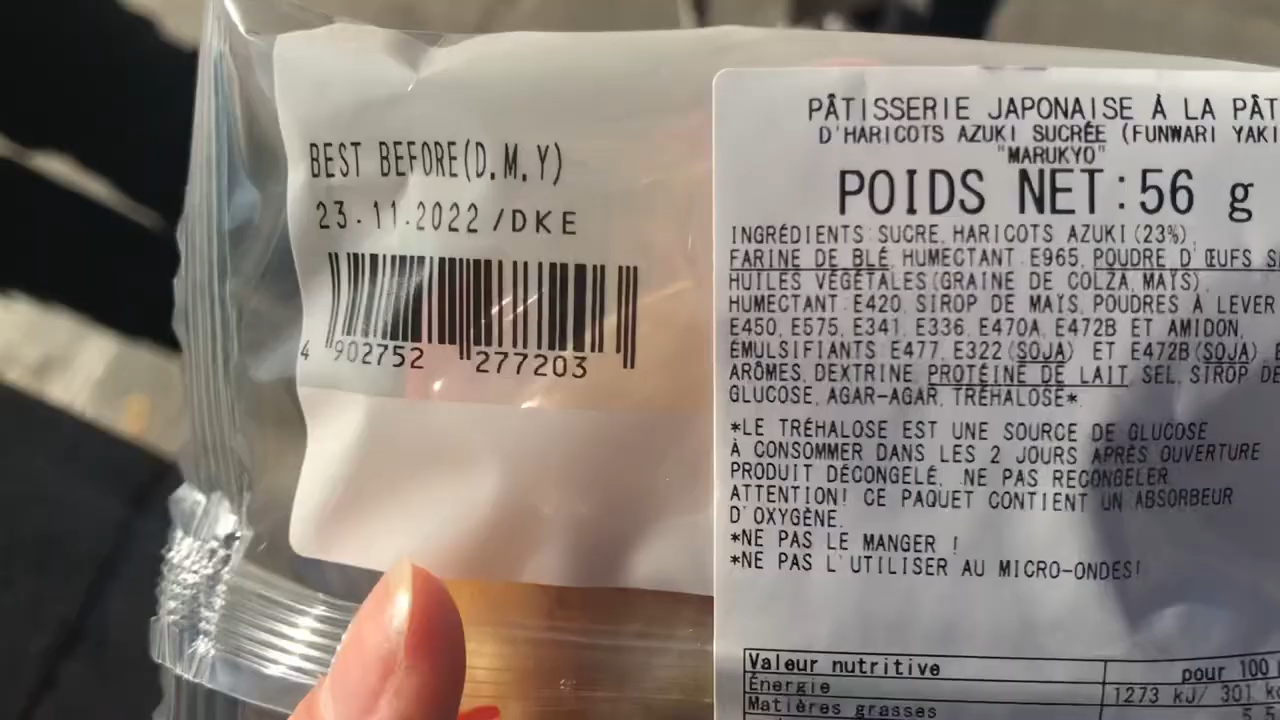 BEST BEFORE(D.M.Y)
23.11.2022/DKE
4 902752 277203
PÂTISSERIE JAPONAISE À LA PÂT
D'HARICOTS AZUKI SUCRÉE (FUNWARI YAKI
"MARUKYO"
POIDS NET:56 g
INGRÉDIENTS:SUCRE, HARICOTS AZUKI(23%),
FARINE DE BLÉ, HUMECTANT:E965, POUDRE D'ŒUFS
HUILES VÉGÉTALES(GRAINE DE COLZA, MAÏS),
HUMECTANT:E420, SIROP DE MAÏS, POUDRES À LEVER
E450, E575, E341, E336, E470A, E472B ET AMIDON,
ÉMULSIFIANTS:E477, E322(SOJA) ET E472B(SOJA)
ARÔMES, DEXTRINE, PROTÉINE DE LAIT, SEL, SIROP DE
GLUCOSE, AGAR-AGAR, TRÉHALOSE*.
*LE TRÉHALOSE EST UNE SOURCE DE GLUCOSE
À CONSOMMER DANS LES 2 JOURS APRÈS OUVERTURE
PRODUIT DÉCONGELÉ, NE PAS RECONGELER
ATTENTION! CE PAQUET CONTIENT UN ABSORBEUR
D'OXYGÈNE.
*NE PAS LE MANGER !
*NE PAS L'UTILISER AU MICRO-ONDES!
Valeur nutritive pour 100
Énergie 1273 kJ/ 301
Matières grasses 5,5